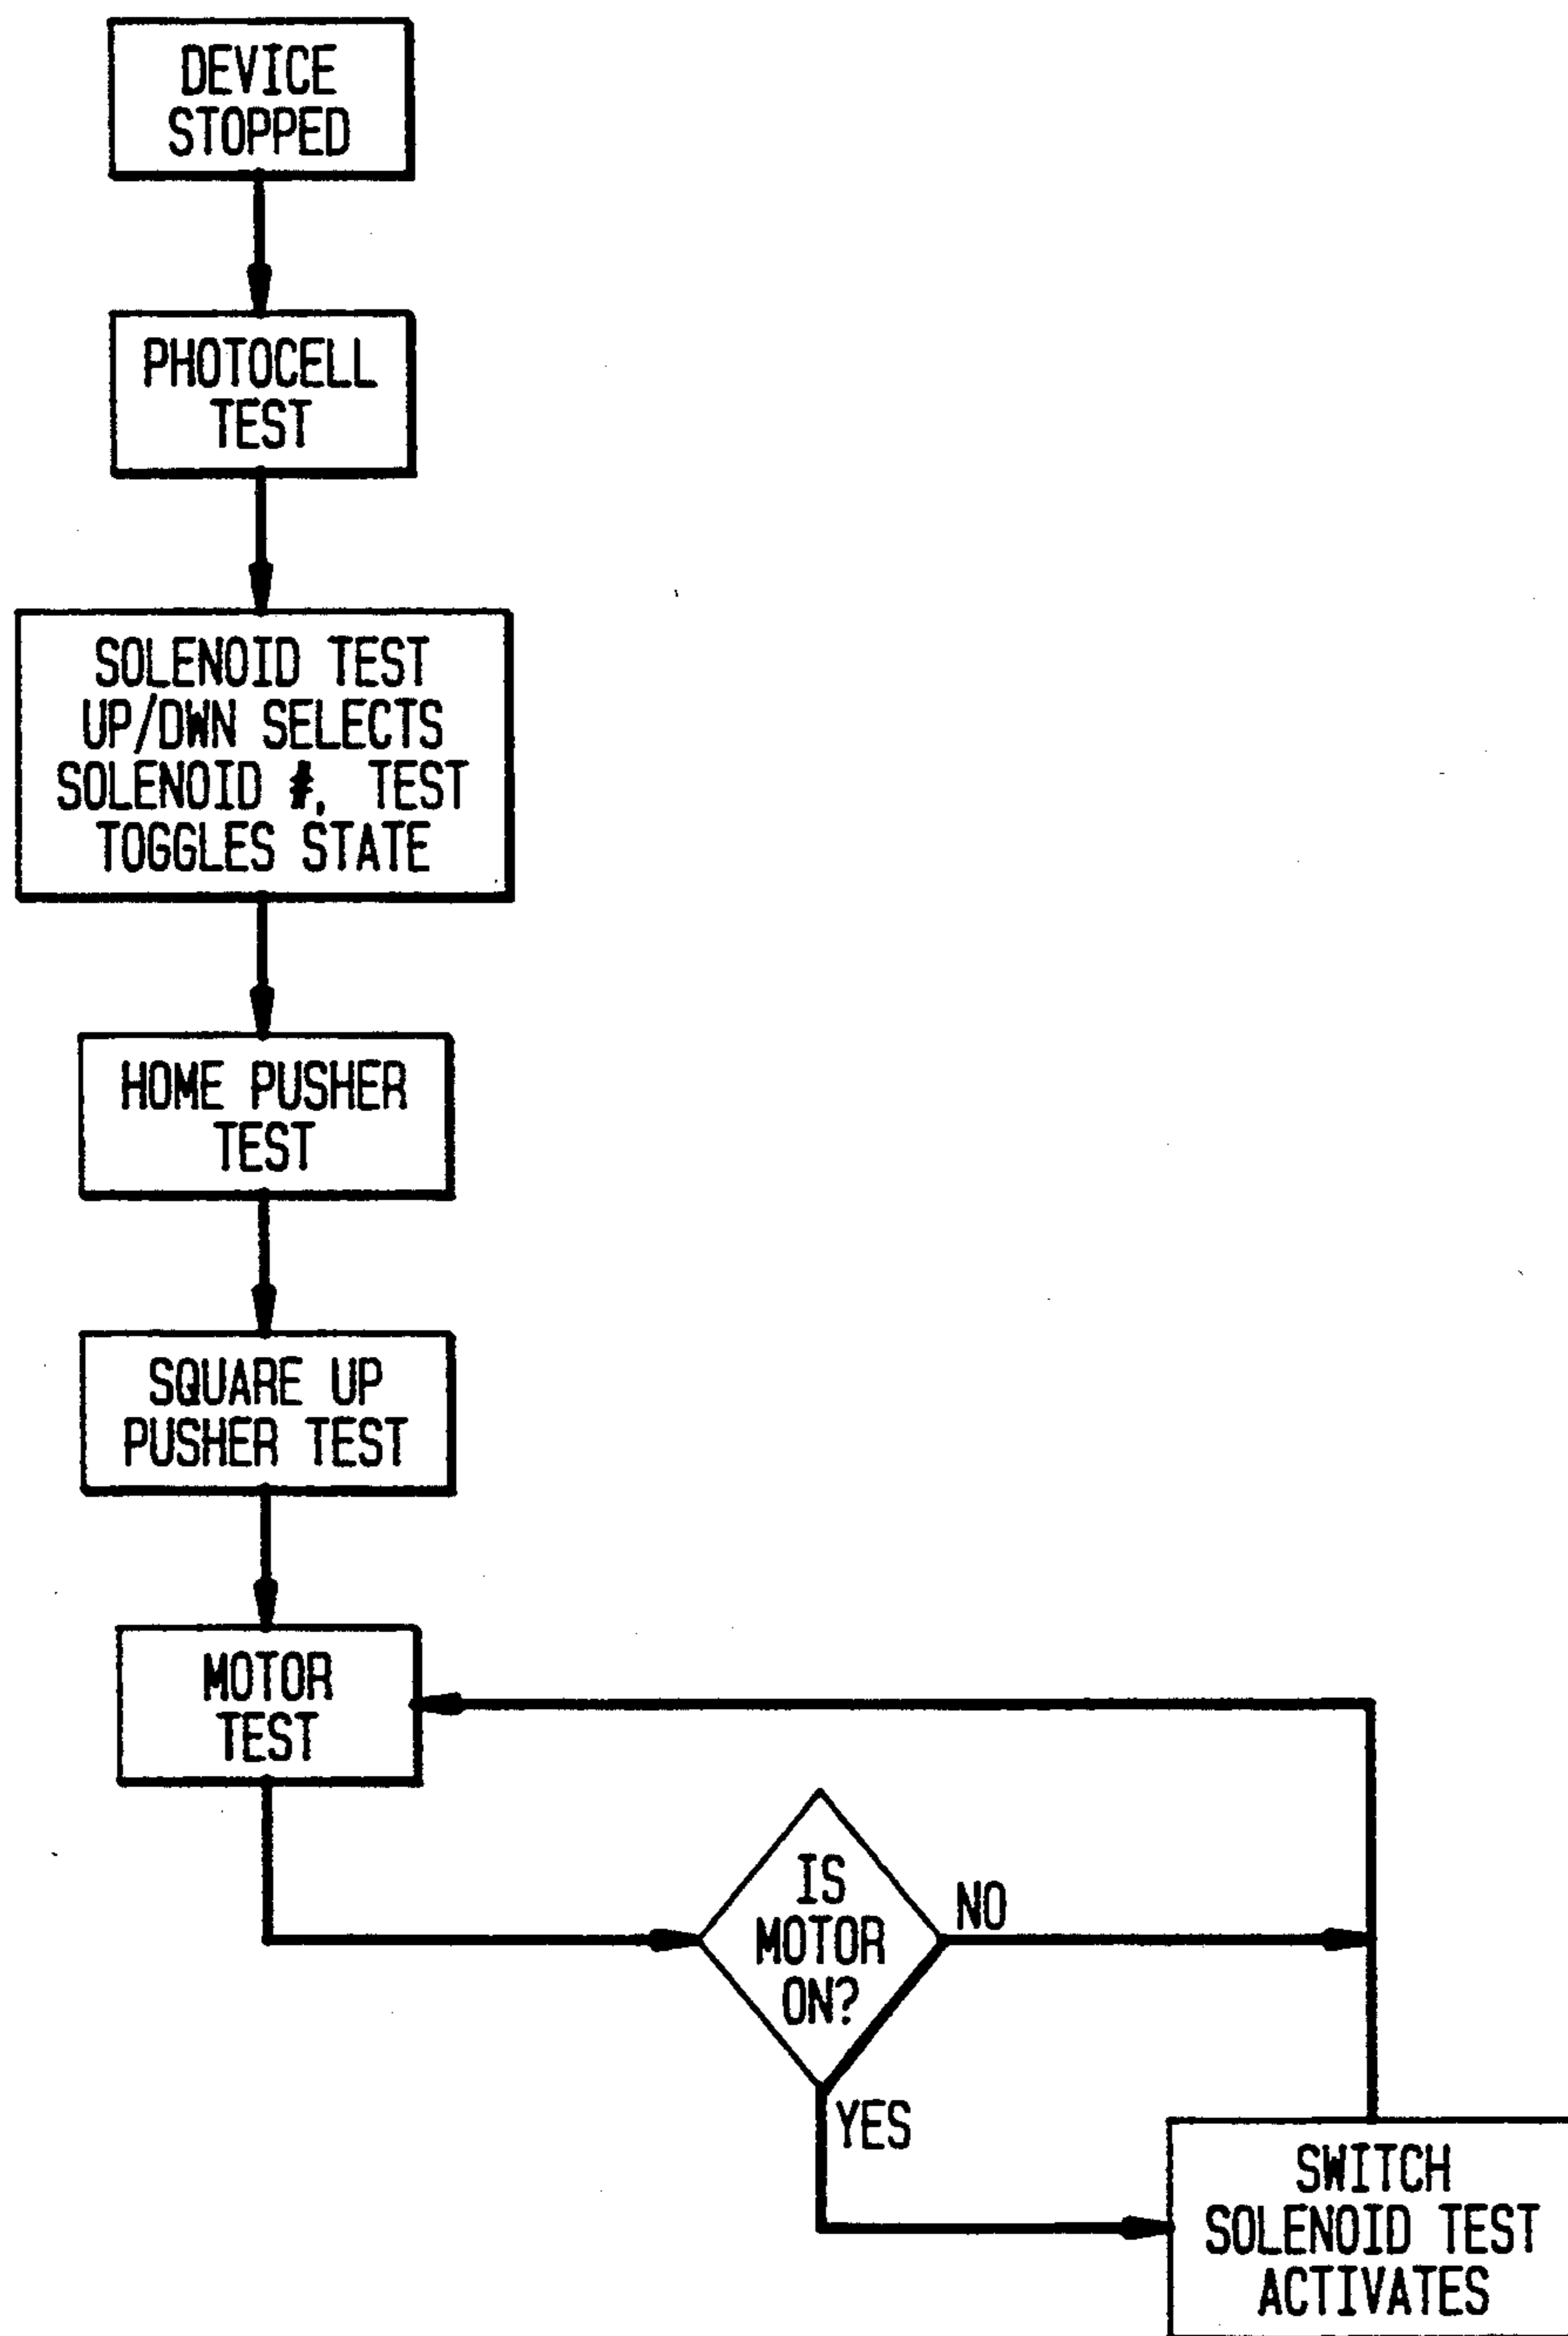 DEVICE
STOPPED
PHOTOCELL
TEST
SOLENOID TEST
UP/DWN SELECTS
SOLENOID #, TEST
TOGGLES STATE
HOME PUSHER
TEST
SQUARE UP
PUSHER TEST
MOTOR
TEST
IS
MOTOR
ON?
NO
YES
SWITCH
SOLENOID TEST
ACTIVATES